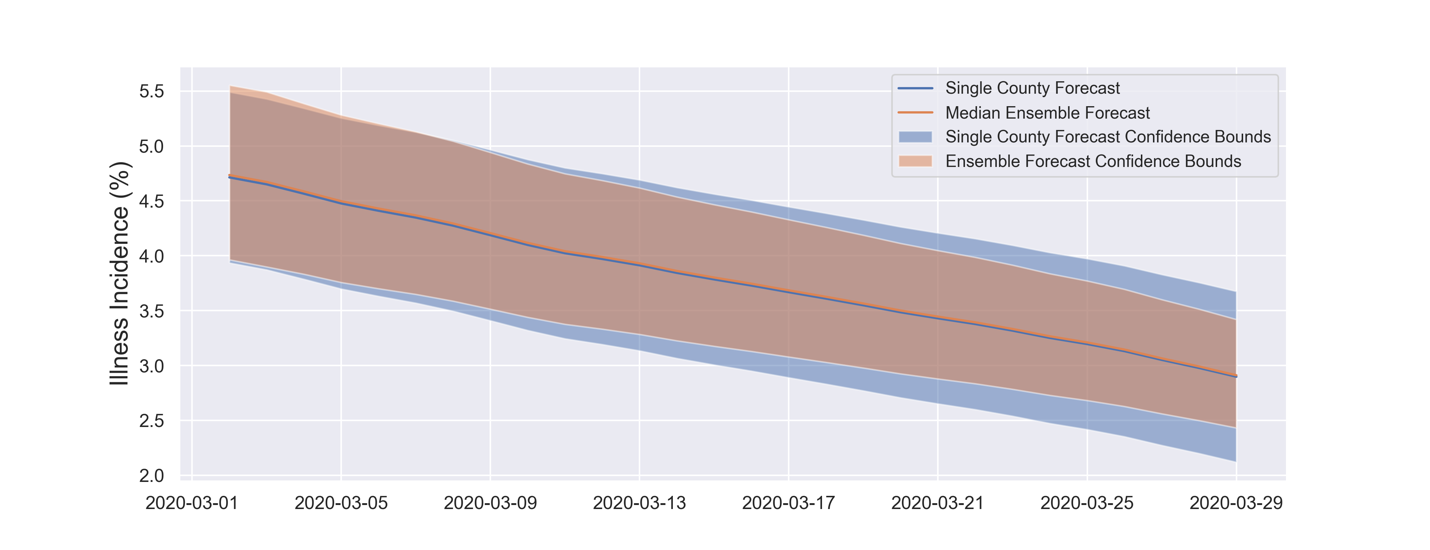 Single County Forecast
Median Ensemble Forecast
Single County Forecast Confidence Bounds
Ensemble Forecast Confidence Bounds
Illness Incidence (%)
5.5
5.0
4.5
4.0
3.5
3.0
2.5
2.0
2020-03-01 2020-03-05 2020-03-09 2020-03-13 2020-03-17 2020-03-21 2020-03-25 2020-03-29